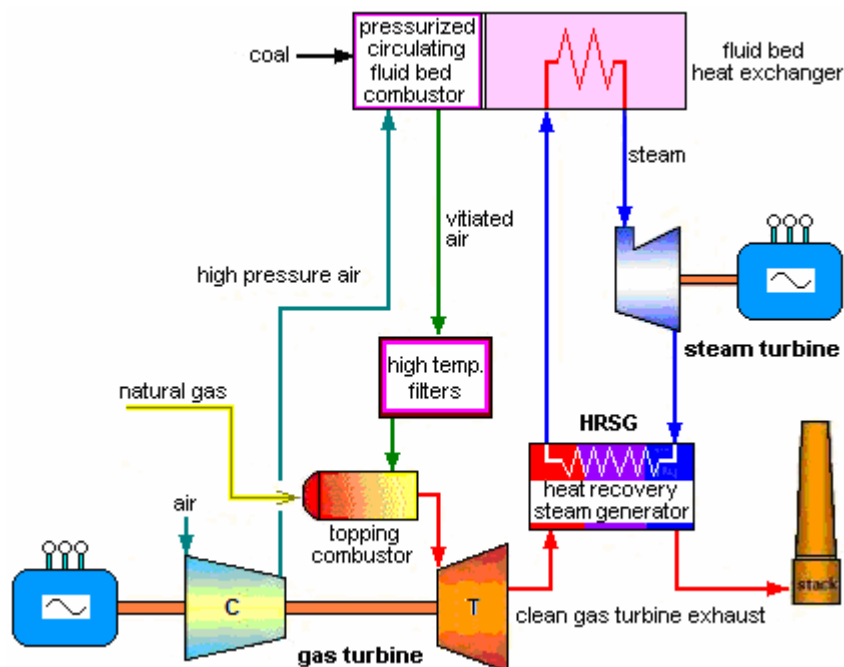 pressurized
circulating
fluid bed
combustor
coal
fluid bed
heat exchanger
steam
vitiated
air
high pressure air
steam turbine
high temp.
filters
natural gas
HRSG
heat recovery
steam generator
air
topping
combustor
stack
C
T
clean gas turbine exhaust
gas turbine